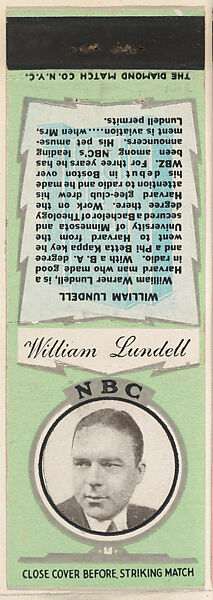 THE DIAMOND MATCH CO. N.Y.C.
WILLIAM LUNDELL
William Warner Lundell, is a
Harvard man who made good
in radio. With a A. B. degree
and a Phi Betta Kappa key he
went to Harvard from the
University of Minnesota and
secured a Bachelor of Theology
degree there. Work on the
Harvard glee-club drew his
attention to radio and he made
his debut in Boston over
WBZ. For three years he has
been among NBC's leading
announcers. His pet amuse-
ment is aviation.....when Mrs.
Lundell permits.
William Lundell
NBC
CLOSE COVER BEFORE STRIKING MATCH